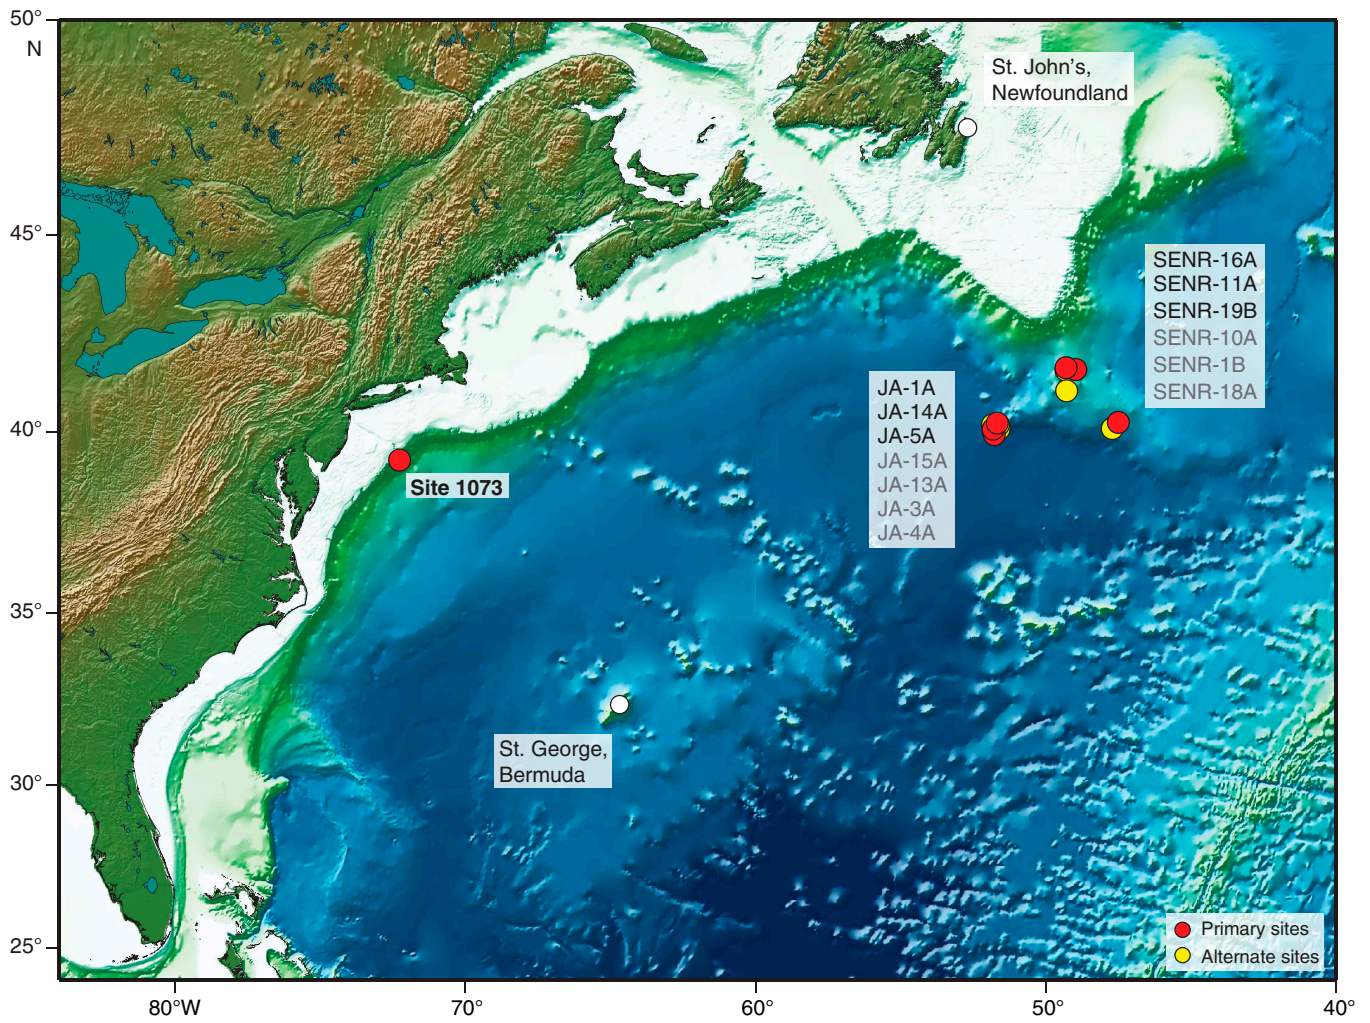 50°
N
St. John's,
Newfoundland
45°
SENR-16A
SENR-11A
SENR-19B
SENR-10A
SENR-1B
SENR-18A
JA-1A
JA-14A
JA-5A
JA-15A
JA-13A
JA-3A
JA-4A
40°
Site 1073
35°
St. George,
Bermuda
30°
25°
Primary sites
Alternate sites
80°W
70°
60°
50°
40°